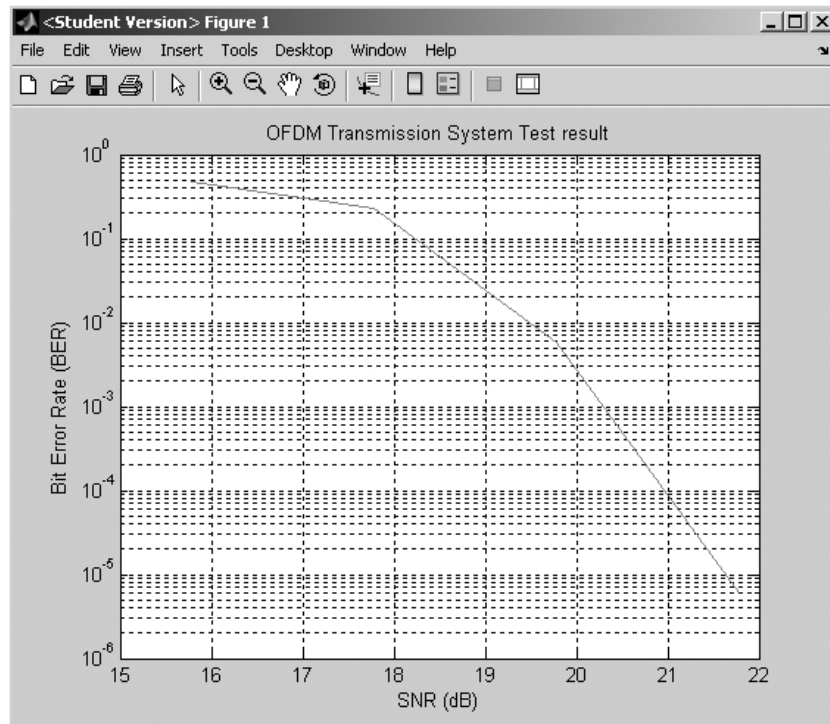 <Student Version> Figure 1
File Edit View Insert Tools Desktop Window Help
OFDM Transmission System Test result
10^0
10^-1
10^-2
10^-3
10^-4
10^-5
10^-6
Bit Error Rate (BER)
15 16 17 18 19 20 21 22
SNR (dB)